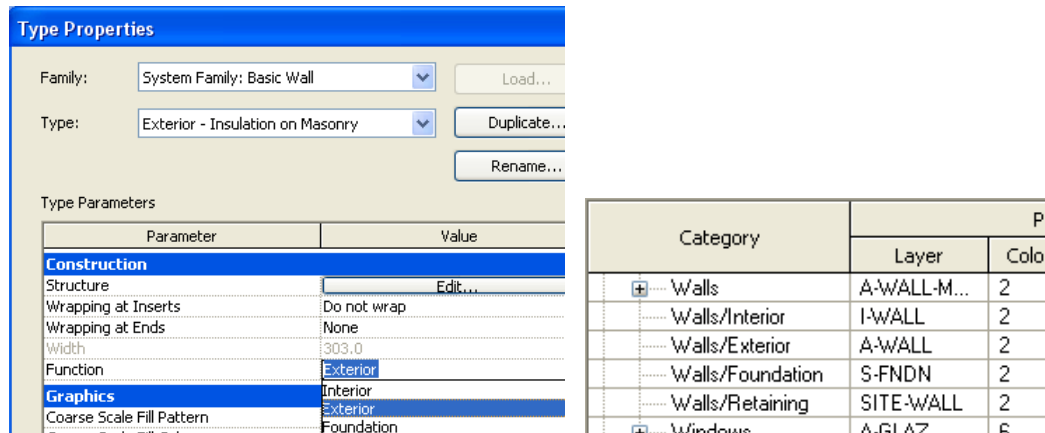 Type Properties
Family: System Family: Basic Wall Load...
Type: Exterior - Insulation on Masonry Duplicate...
Rename...
Type Parameters
Parameter Value
Construction
Structure Edit...
Wrapping at Inserts Do not wrap
Wrapping at Ends None
Width 303.0
Function Exterior
Interior
Graphics
Exterior
Coarse Scale Fill Pattern
Foundation
Category P
Layer Colo
Walls A-WALL-M... 2
Walls/Interior I-WALL 2
Walls/Exterior A-WALL 2
Walls/Foundation S-FNDN 2
Walls/Retaining SITE-WALL 2
Windows A-GLAZ 6